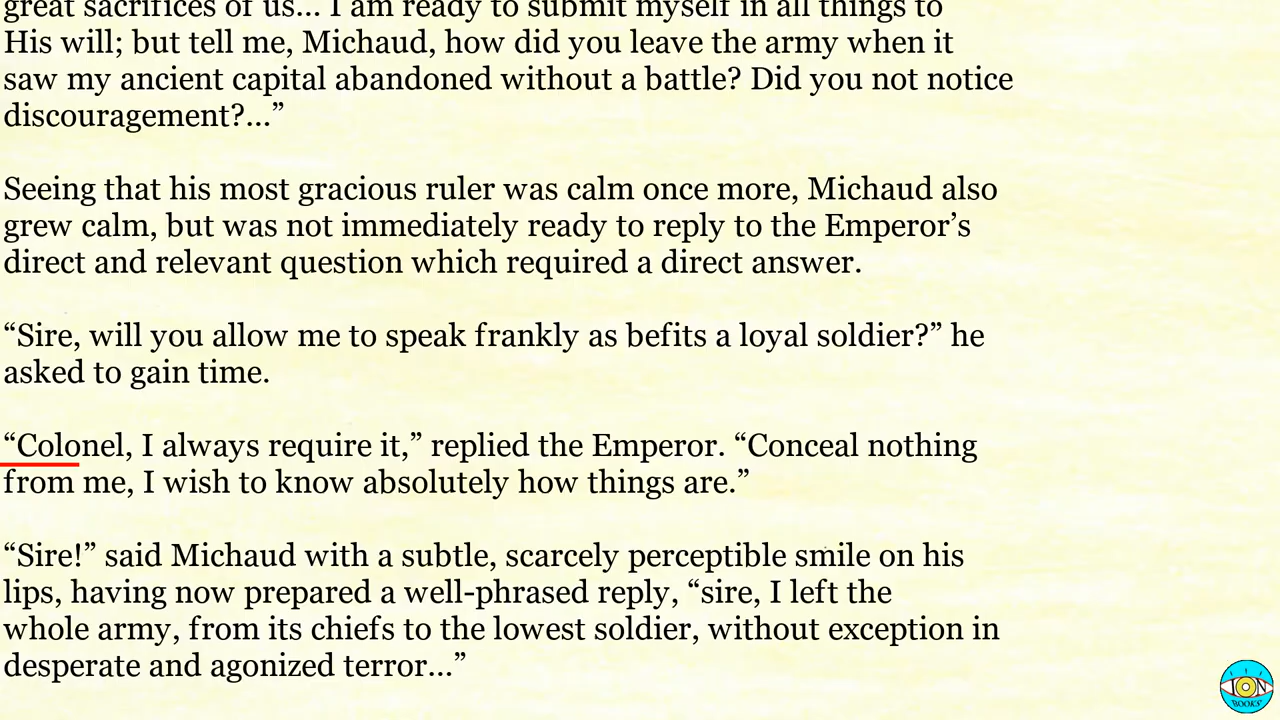 great sacrifices of us... I am ready to submit myself in all things to
His will; but tell me, Michaud, how did you leave the army when it
saw my ancient capital abandoned without a battle? Did you not notice
discouragement?...”
Seeing that his most gracious ruler was calm once more, Michaud also
grew calm, but was not immediately ready to reply to the Emperor’s
direct and relevant question which required a direct answer.
“Sire, will you allow me to speak frankly as befits a loyal soldier?” he
asked to gain time.
“Colonel, I always require it,” replied the Emperor. “Conceal nothing
from me, I wish to know absolutely how things are.”
“Sire!” said Michaud with a subtle, scarcely perceptible smile on his
lips, having now prepared a well-phrased reply, “sire, I left the
whole army, from its chiefs to the lowest soldier, without exception in
desperate and agonized terror...”
ION
BOOKS